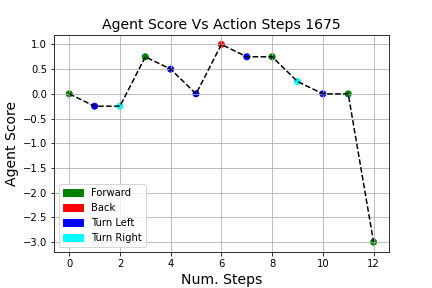 Agent Score Vs Action Steps 1675
1.0
0.5
0.0
−0.5
−1.0
−1.5
−2.0
−2.5
−3.0
Agent Score
Forward
Back
Turn Left
Turn Right
0 2 4 6 8 10 12
Num. Steps